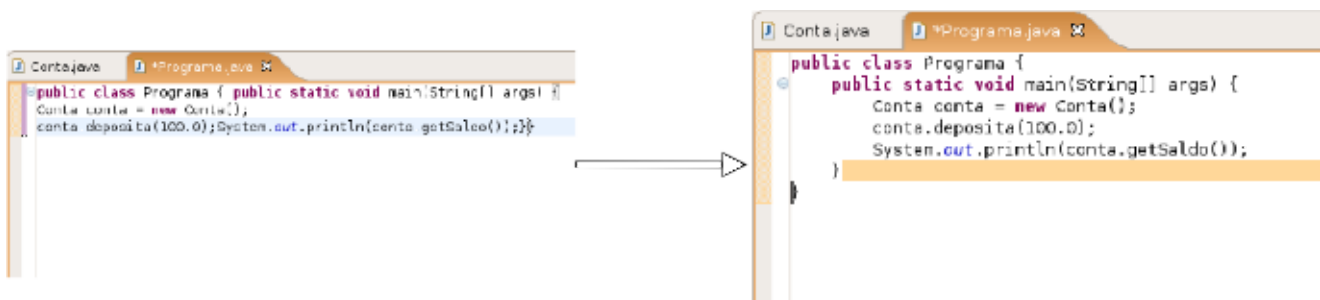 Conta.java *Programa.java
public class Programa { public static void main(String[] args) {
Conta conta = new Conta();
conta.deposita(100.0);System.out.println(conta.getSaldo());}}
Conta.java *Programa.java
public class Programa {
public static void main(String[] args) {
Conta conta = new Conta();
conta.deposita(100.0);
System.out.println(conta.getSaldo());
}
}